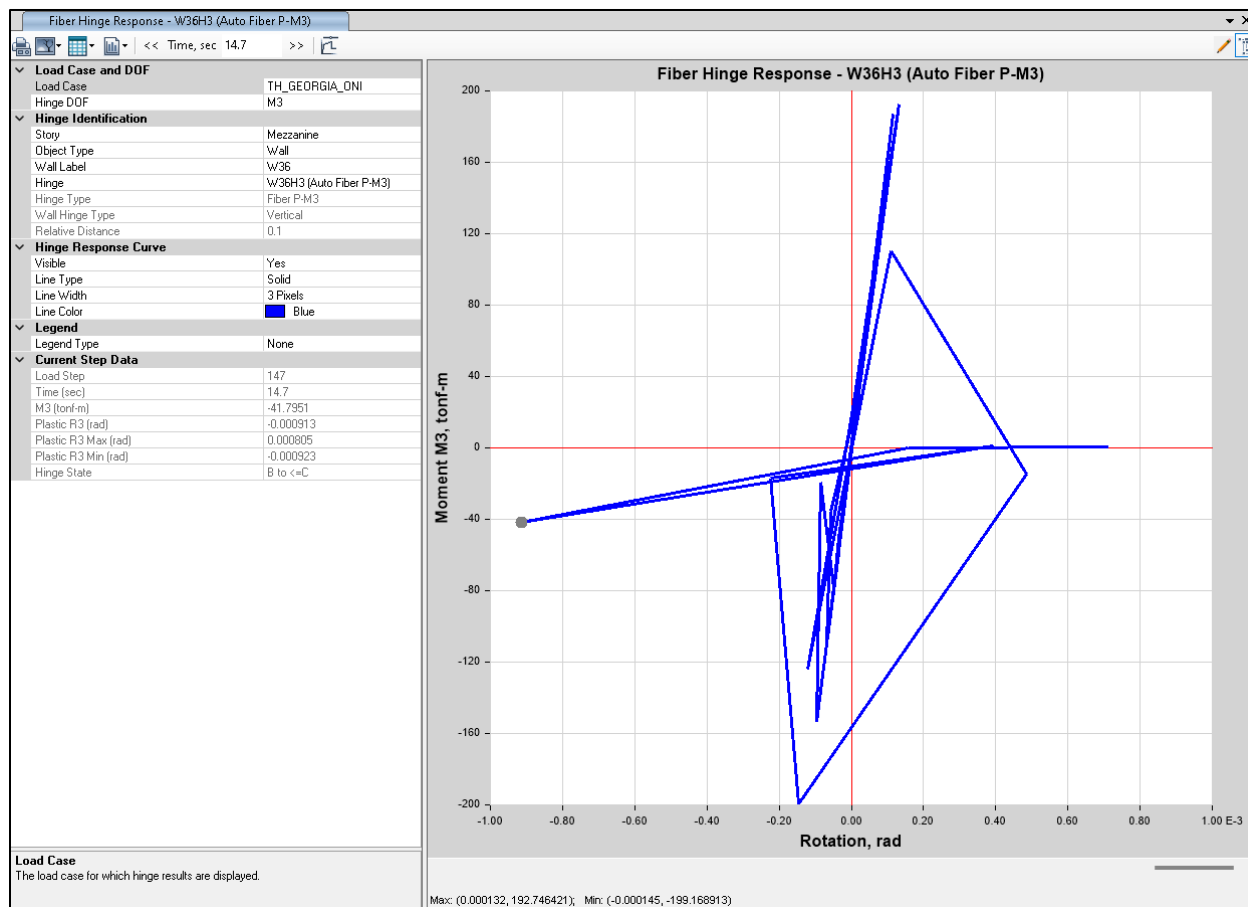 Fiber Hinge Response - W36H3 (Auto Fiber P-M3)
<< Time, sec 14.7 >>
Load Case and DOF
Load Case TH_GEORGIA_ONI
Hinge DOF M3
Hinge Identification
Story Mezzanine
Object Type Wall
Wall Label W36
Hinge W36H3 (Auto Fiber P-M3)
Hinge Type Fiber P-M3
Wall Hinge Type Vertical
Relative Distance 0.1
Hinge Response Curve
Visible Yes
Line Type Solid
Line Width 3 Pixels
Line Color Blue
Legend
Legend Type None
Current Step Data
Load Step 147
Time (sec) 14.7
M3 (tonf-m) -41.7951
Plastic R3 (rad) -0.000913
Plastic R3 Max (rad) 0.000805
Plastic R3 Min (rad) -0.000923
Hinge State B to <=C
Load Case
The load case for which hinge results are displayed.
Fiber Hinge Response - W36H3 (Auto Fiber P-M3)
200
160
120
80
40
0
-40
-80
-120
-160
-200
Moment M3, tonf-m
-1.00 -0.80 -0.60 -0.40 -0.20 0.00 0.20 0.40 0.60 0.80 1.00 E-3
Rotation, rad
Max: (0.000132, 192.746421); Min: (-0.000145, -199.168913)